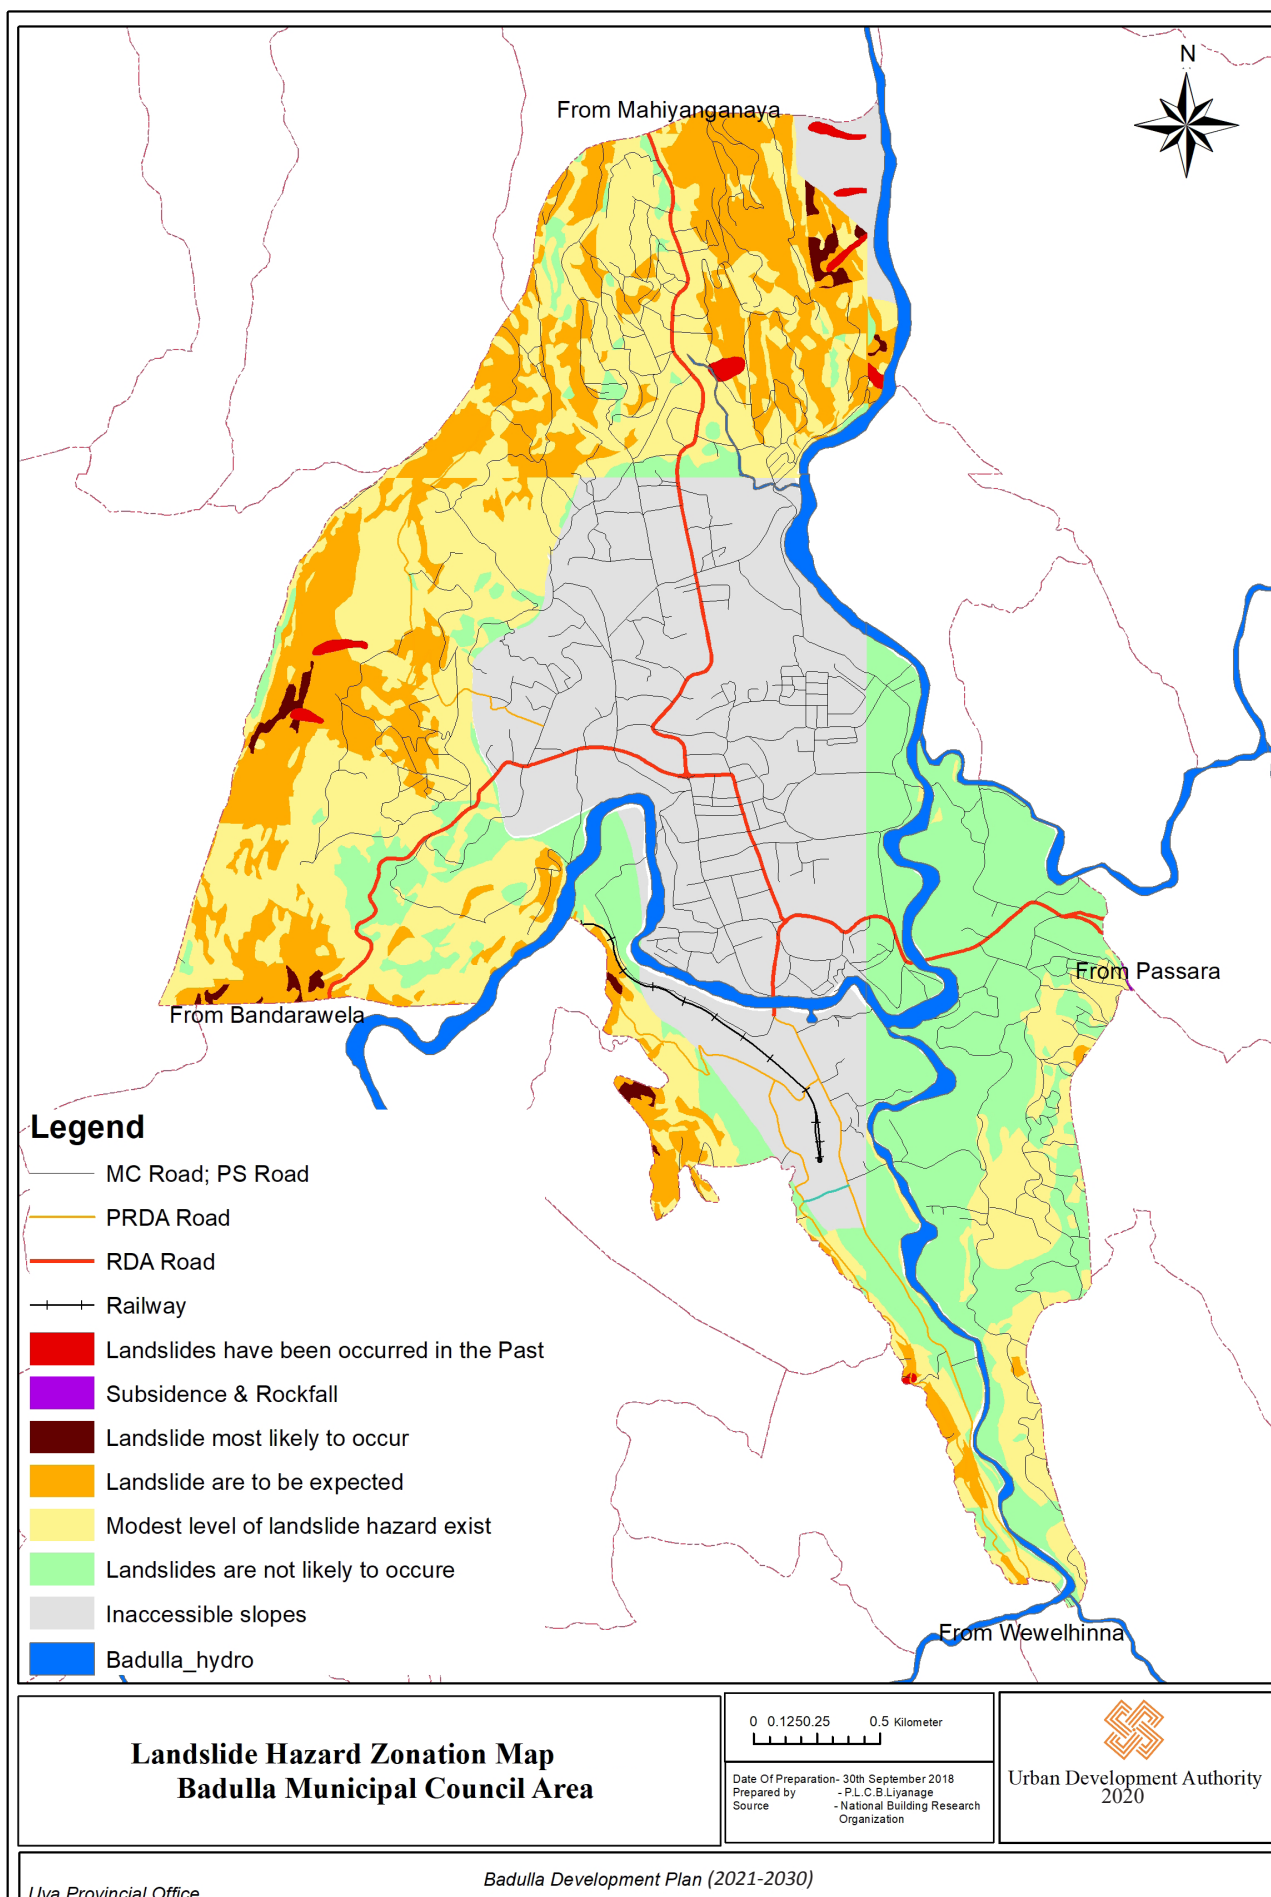 N
From Mahiyanganaya
From Passara
From Bandarawela
From Wewelhinna
Legend
MC Road; PS Road
PRDA Road
RDA Road
Railway
Landslides have been occurred in the Past
Subsidence & Rockfall
Landslide most likely to occur
Landslide are to be expected
Modest level of landslide hazard exist
Landslides are not likely to occure
Inaccessible slopes
Badulla_hydro
Landslide Hazard Zonation Map
Badulla Municipal Council Area
0 0.1250.25 0.5 Kilometer
Date Of Preparation- 30th September 2018
Prepared by - P.L.C.B.Liyanage
Source - National Building Research
Organization
Urban Development Authority
2020
Badulla Development Plan (2021-2030)
Uva Provincial Office